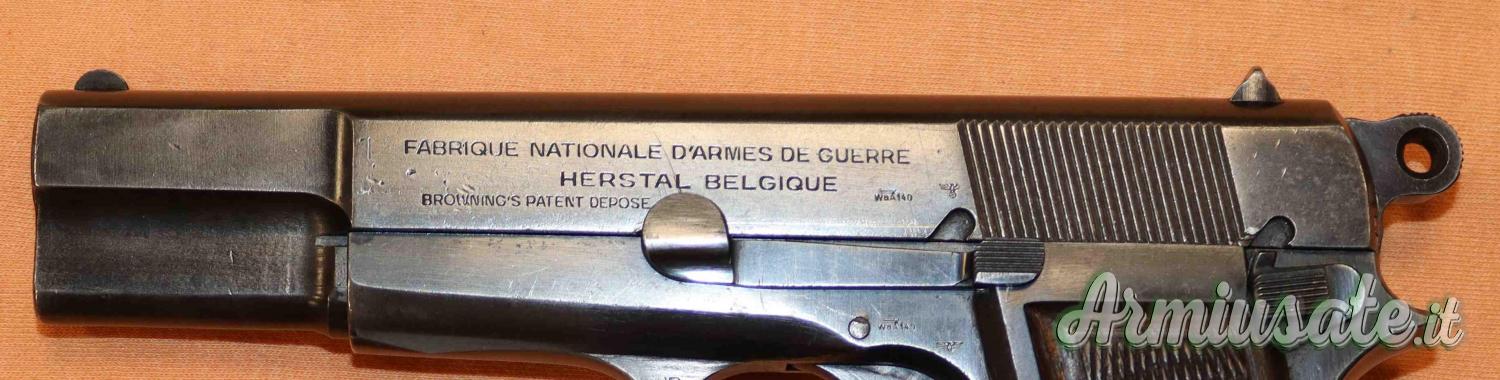 FABRIQUE NATIONALE D'ARMES DE GUERRE
HERSTAL BELGIQUE
BROWNING'S PATENT DEPOSE
WaA140
WaA140
Armiusate.it